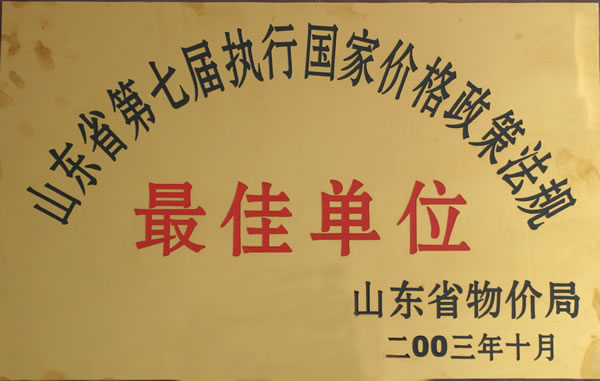 山东省第七届执行国家价格政策法规
最佳单位
山东省物价局
二00三年十月